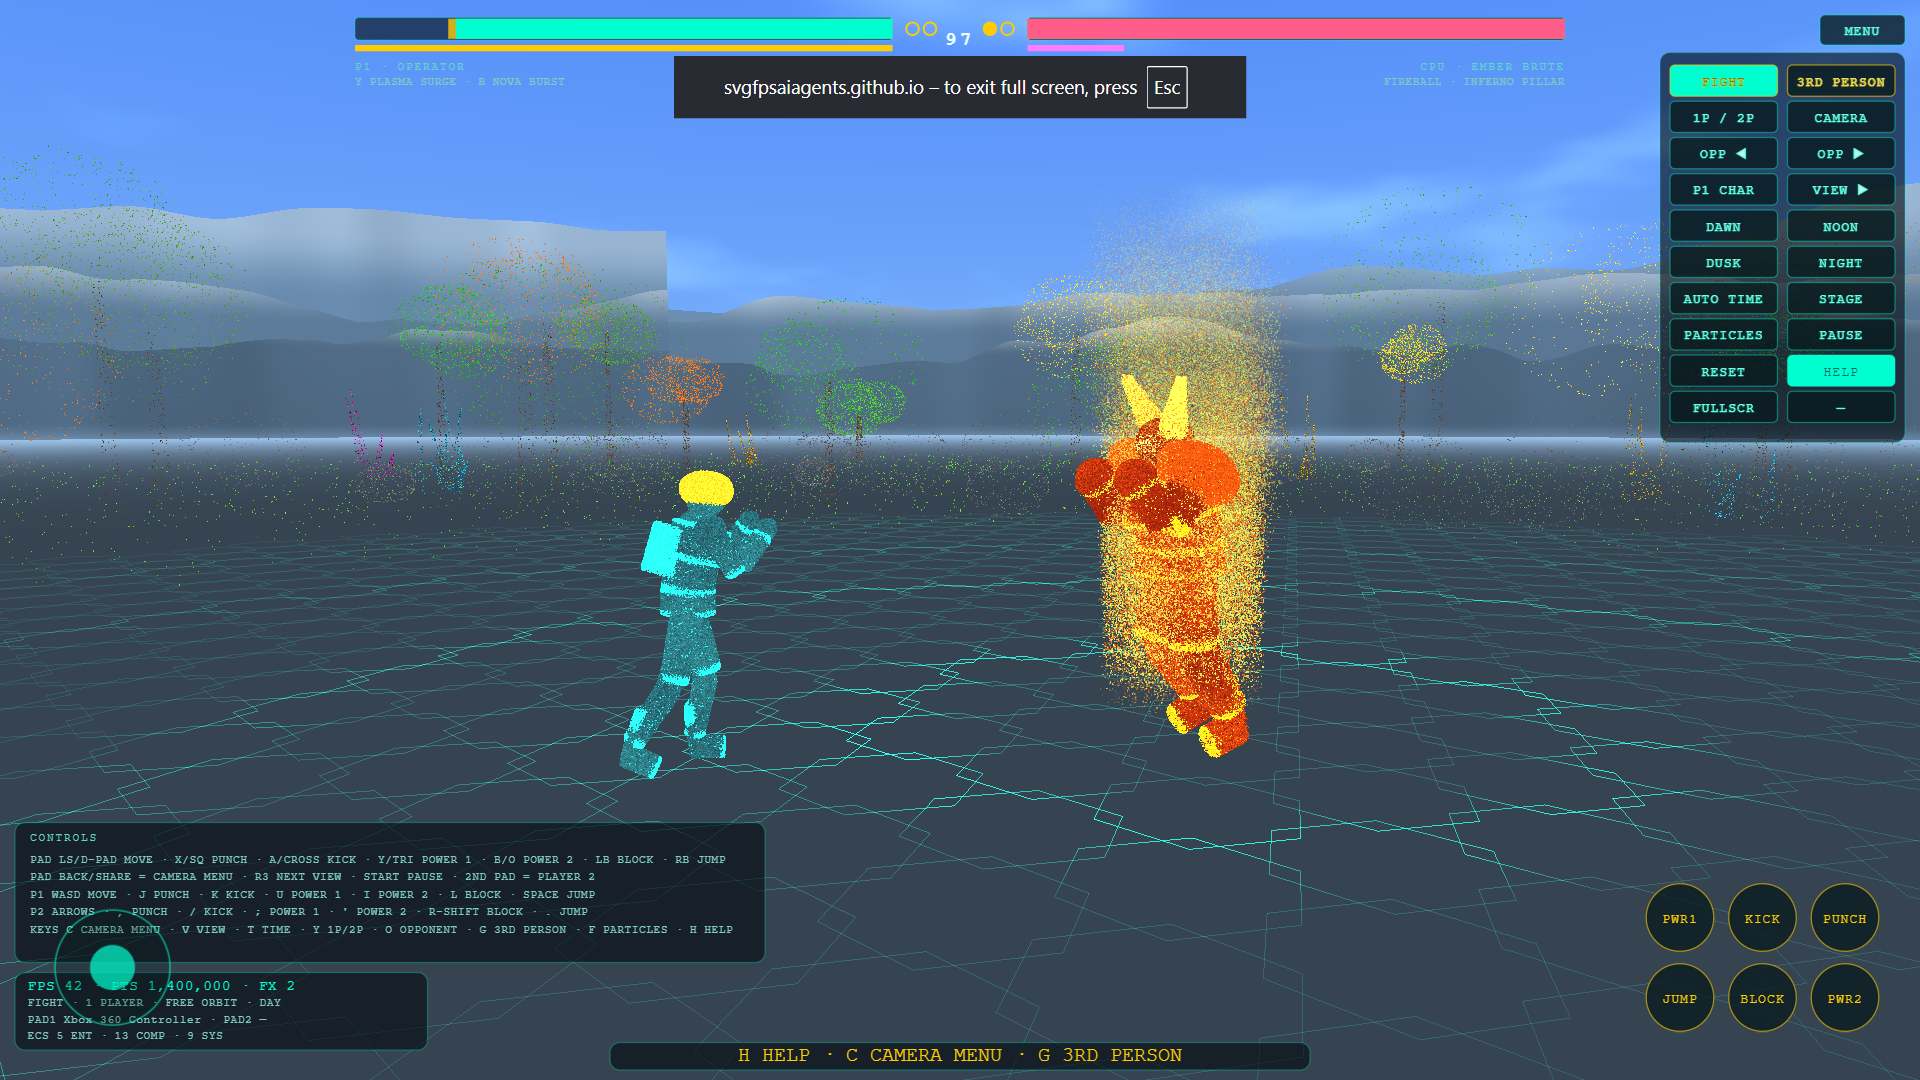 97
P1 · OPERATOR
Y PLASMA SURGE · B NOVA BURST
svgfpsaiagents.github.io – to exit full screen, press Esc
CPU · EMBER BRUTE
FIREBALL · INFERNO PILLAR
MENU
FIGHT
3RD PERSON
1P / 2P
CAMERA
OPP ◀
OPP ▶
P1 CHAR
VIEW ▶
DAWN
NOON
DUSK
NIGHT
AUTO TIME
STAGE
PARTICLES
PAUSE
RESET
HELP
FULLSCR
—
CONTROLS
PAD LS/D-PAD MOVE · X/SQ PUNCH · A/CROSS KICK · Y/TRI POWER 1 · B/O POWER 2 · LB BLOCK · RB JUMP
PAD BACK/SHARE = CAMERA MENU · R3 NEXT VIEW · START PAUSE · 2ND PAD = PLAYER 2
P1 WASD MOVE · J PUNCH · K KICK · U POWER 1 · I POWER 2 · L BLOCK · SPACE JUMP
P2 ARROWS · , PUNCH · / KICK · ; POWER 1 · ' POWER 2 · R-SHIFT BLOCK · . JUMP
KEYS C CAMERA MENU · V VIEW · T TIME · Y 1P/2P · O OPPONENT · G 3RD PERSON · F PARTICLES · H HELP
FPS 42 · PTS 1,400,000 · FX 2
FIGHT · 1 PLAYER · FREE ORBIT · DAY
PAD1 Xbox 360 Controller · PAD2 —
ECS 5 ENT · 13 COMP · 9 SYS
PWR1
KICK
PUNCH
JUMP
BLOCK
PWR2
H HELP · C CAMERA MENU · G 3RD PERSON